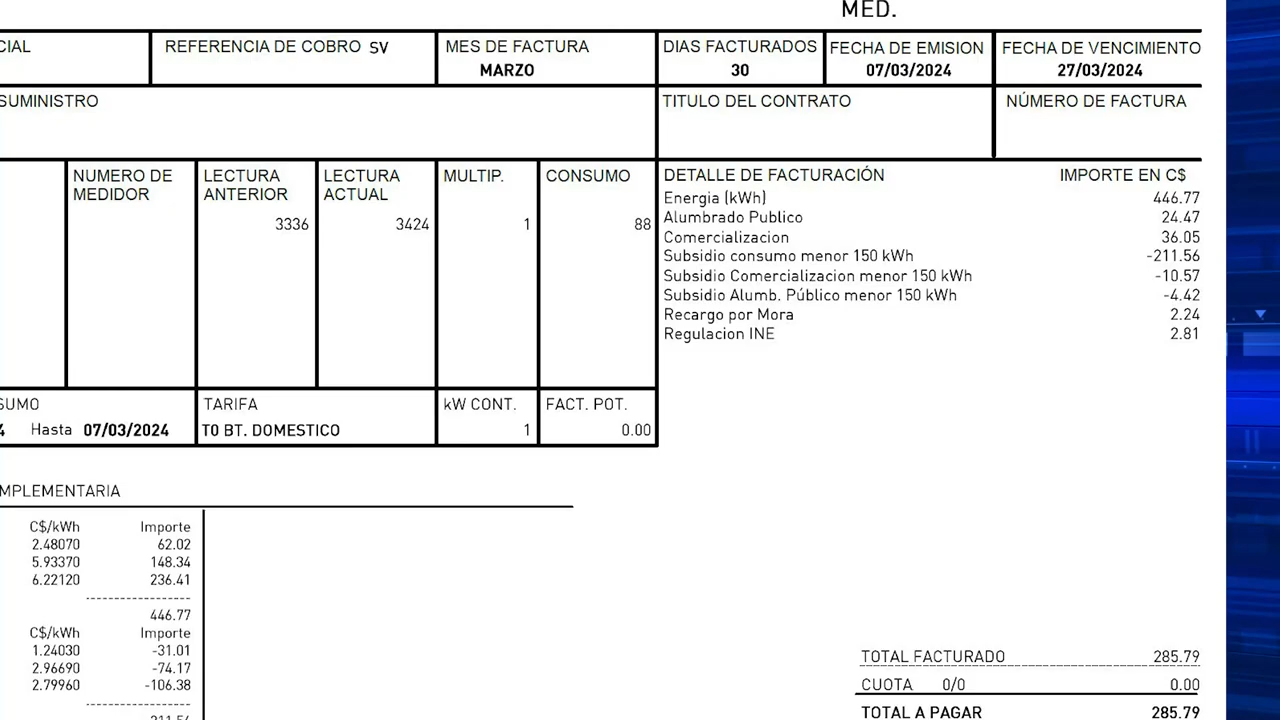 MED.
CIAL
REFERENCIA DE COBRO SV
MES DE FACTURA
MARZO
DIAS FACTURADOS
30
FECHA DE EMISION
07/03/2024
FECHA DE VENCIMIENTO
27/03/2024
SUMINISTRO
TITULO DEL CONTRATO
NÚMERO DE FACTURA
NUMERO DE
MEDIDOR
LECTURA
ANTERIOR
3336
LECTURA
ACTUAL
3424
MULTIP.
1
CONSUMO
88
DETALLE DE FACTURACIÓN IMPORTE EN C$
Energia (kWh) 446.77
Alumbrado Publico 24.47
Comercializacion 36.05
Subsidio consumo menor 150 kWh -211.56
Subsidio Comercializacion menor 150 kWh -10.57
Subsidio Alumb. Público menor 150 kWh -4.42
Recargo por Mora 2.24
Regulacion INE 2.81
SUMO
4 Hasta 07/03/2024
TARIFA
T0 BT. DOMESTICO
kW CONT.
1
FACT. POT.
0.00
MPLEMENTARIA
C$/kWh Importe
2.48070 62.02
5.93370 148.34
6.22120 236.41
446.77
C$/kWh Importe
1.24030 -31.01
2.96690 -74.17
2.79960 -106.38
TOTAL FACTURADO 285.79
CUOTA 0/0 0.00
TOTAL A PAGAR 285.79